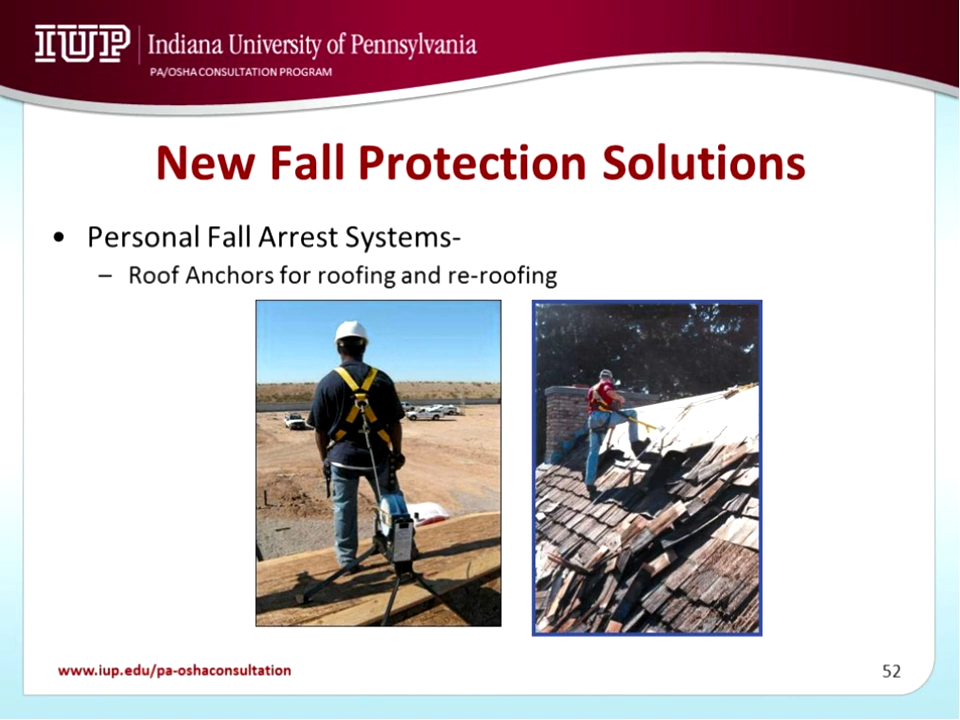 IUP
Indiana University of Pennsylvania
PA/OSHA CONSULTATION PROGRAM
New Fall Protection Solutions
• Personal Fall Arrest Systems-
– Roof Anchors for roofing and re-roofing
www.iup.edu/pa-oshaconsultation
52